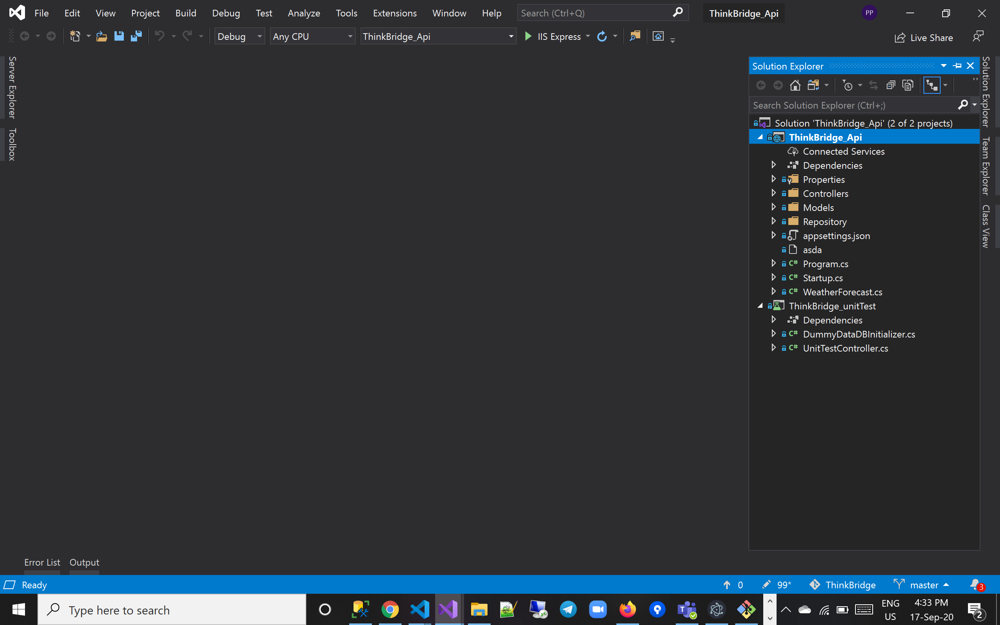 File Edit View Project Build Debug Test Analyze Tools Extensions Window Help Search (Ctrl+Q) ThinkBridge_Api PP
Debug Any CPU ThinkBridge_Api IIS Express Live Share
Server Explorer
Toolbox
Solution Explorer
Search Solution Explorer (Ctrl+;)
Solution 'ThinkBridge_Api' (2 of 2 projects)
ThinkBridge_Api
Connected Services
Dependencies
Properties
Controllers
Models
Repository
appsettings.json
asda
C# Program.cs
C# Startup.cs
C# WeatherForecast.cs
ThinkBridge_unitTest
Dependencies
C# DummyDataDBInitializer.cs
C# UnitTestController.cs
Solution Explorer
Team Explorer
Class View
Error List Output
Ready 0 99* ThinkBridge master 3
Type here to search
ENG
US
4:33 PM
17-Sep-20
2